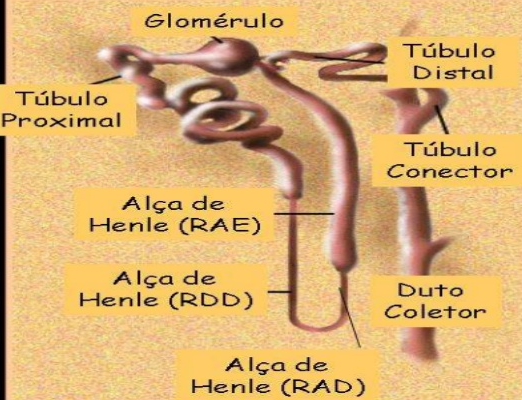 Glomérulo
Túbulo
Distal
Túbulo
Proximal
Túbulo
Conector
Alça de
Henle (RAE)
Alça de
Henle (RDD)
Duto
Coletor
Alça de
Henle (RAD)